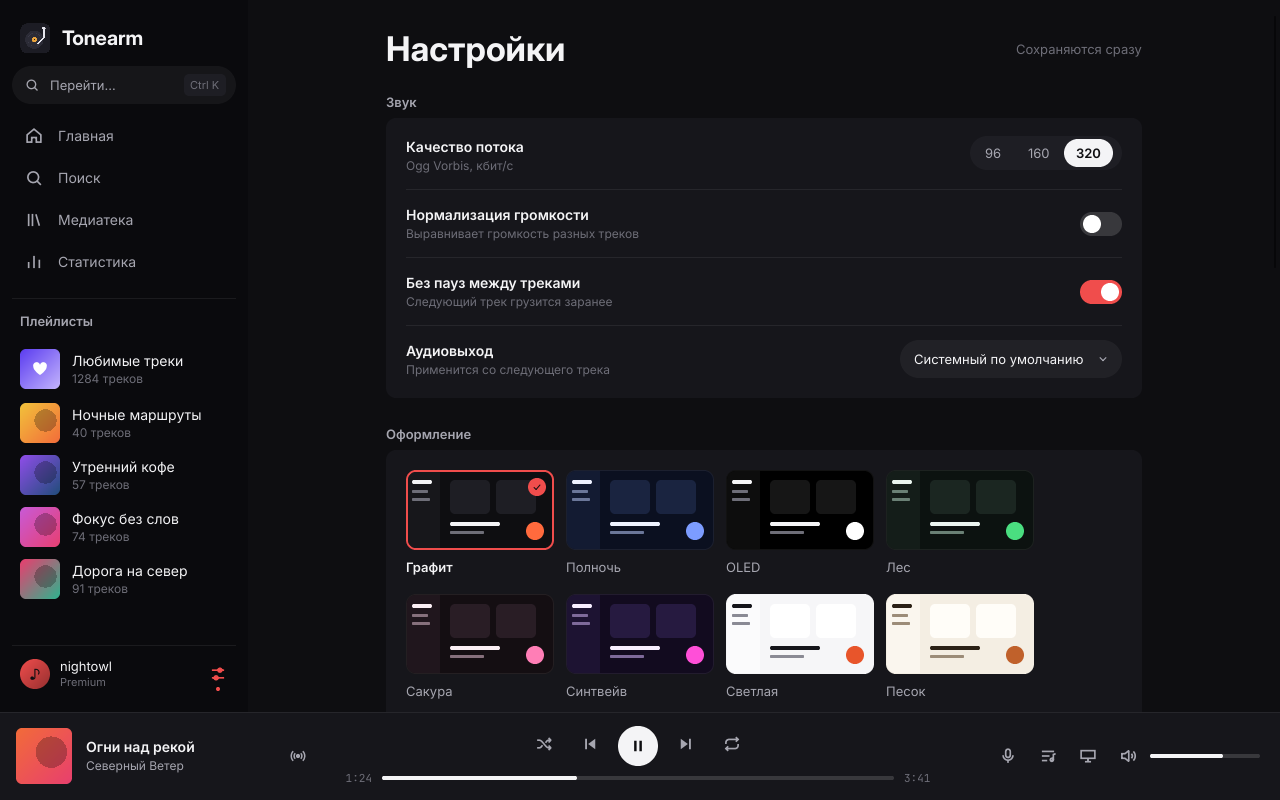 Tonearm
Перейти...
Ctrl K
Главная
Поиск
Медиатека
Статистика
Плейлисты
Любимые треки
1284 треков
Ночные маршруты
40 треков
Утренний кофе
57 треков
Фокус без слов
74 треков
Дорога на север
91 треков
nightowl
Premium
Настройки
Сохраняются сразу
Звук
Качество потока
Ogg Vorbis, кбит/с
96 160 320
Нормализация громкости
Выравнивает громкость разных треков
Без пауз между треками
Следующий трек грузится заранее
Аудиовыход
Применится со следующего трека
Системный по умолчанию
Оформление
Графит
Полночь
OLED
Лес
Сакура
Синтвейв
Светлая
Песок
Огни над рекой
Северный Ветер
1:24
3:41